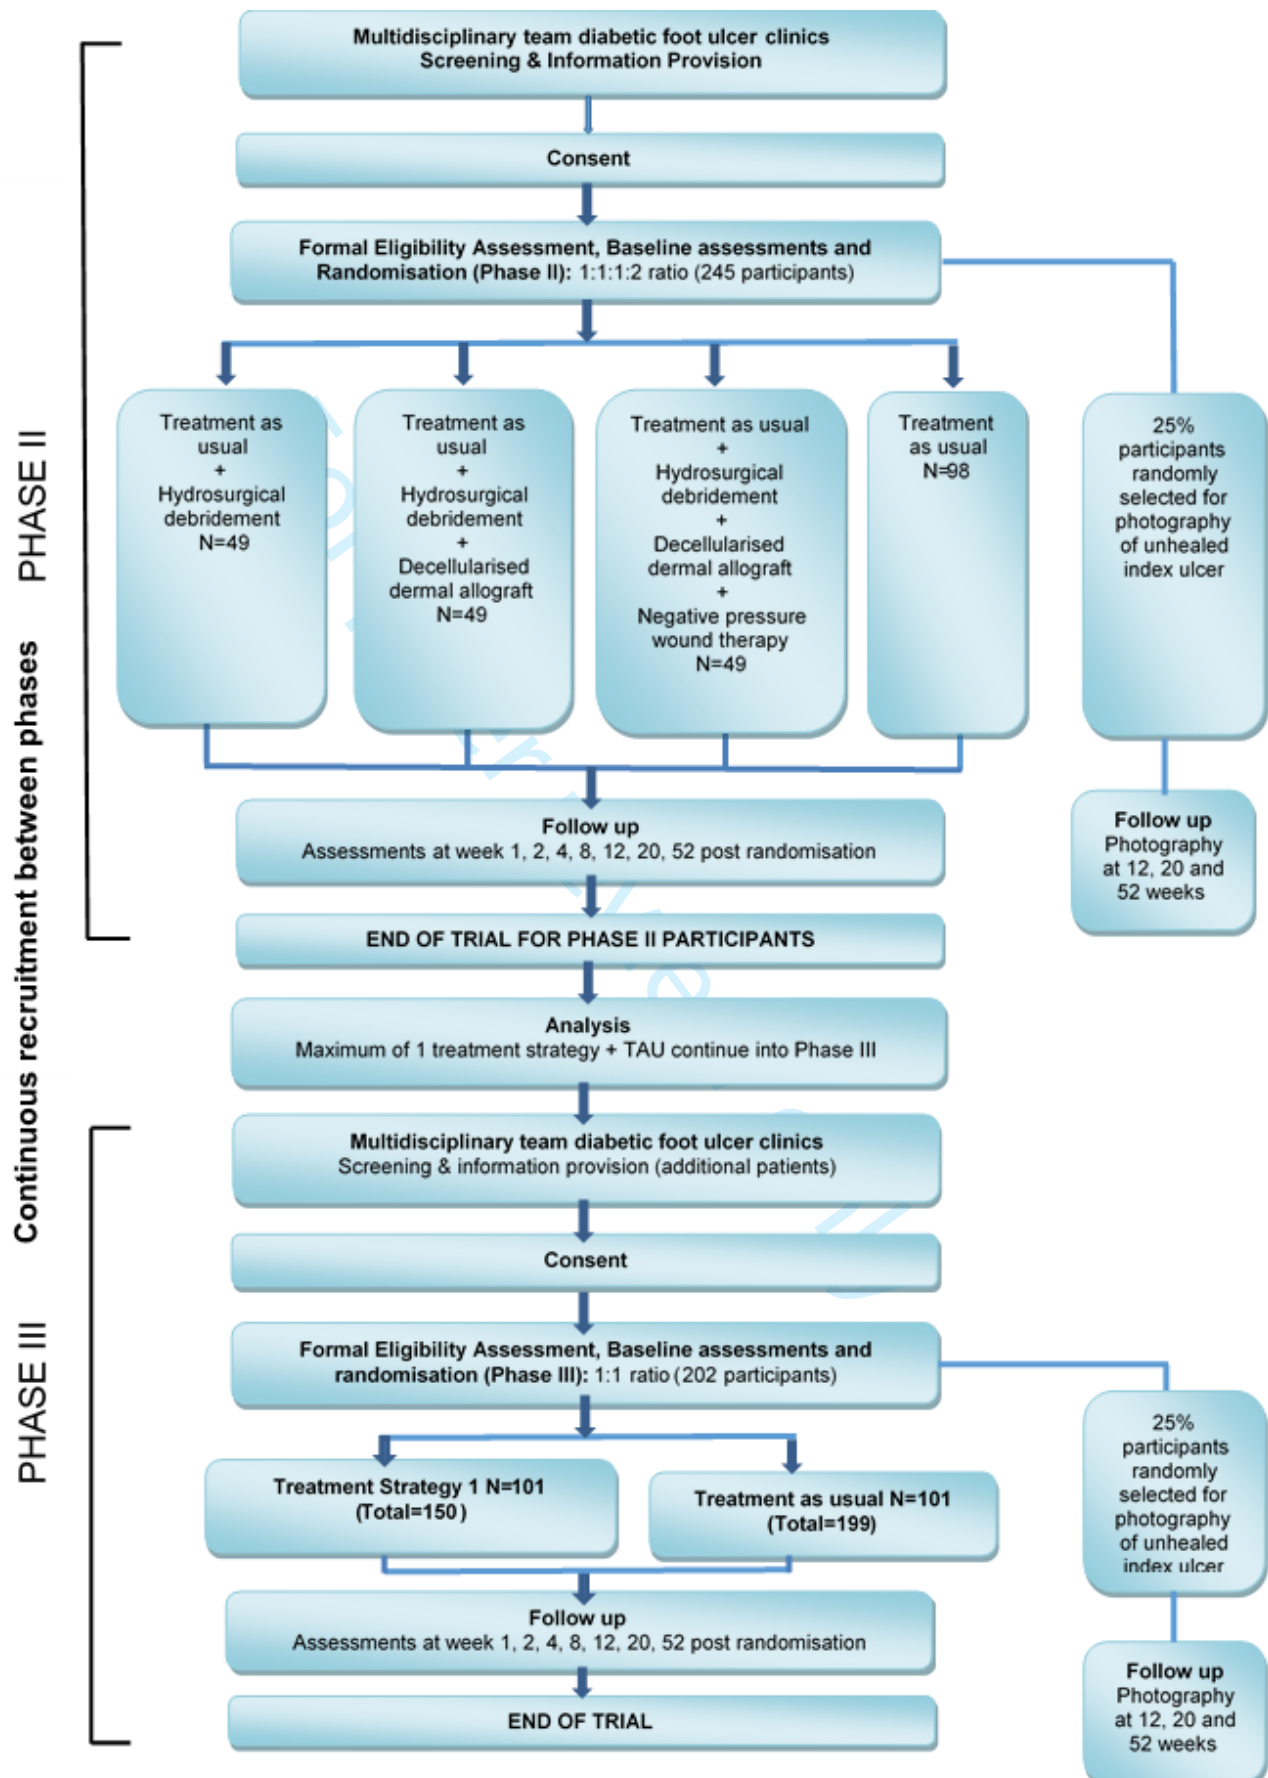 Multidisciplinary team diabetic foot ulcer clinics
Screening & Information Provision
Consent
Formal Eligibility Assessment, Baseline assessments and
Randomisation (Phase II): 1:1:1:2 ratio (245 participants)
Treatment as
usual
+
Hydrosurgical
debridement
N=49
Treatment as
usual
+
Hydrosurgical
debridement
+
Decellularised
dermal allograft
N=49
Treatment as usual
+
Hydrosurgical
debridement
+
Decellularised
dermal allograft
+
Negative pressure
wound therapy
N=49
Treatment
as usual
N=98
25%
participants
randomly
selected for
photography
of unhealed
index ulcer
Follow up
Assessments at week 1, 2, 4, 8, 12, 20, 52 post randomisation
Follow up
Photography
at 12, 20 and
52 weeks
END OF TRIAL FOR PHASE II PARTICIPANTS
Analysis
Maximum of 1 treatment strategy + TAU continue into Phase III
Multidisciplinary team diabetic foot ulcer clinics
Screening & information provision (additional patients)
Consent
Formal Eligibility Assessment, Baseline assessments and
randomisation (Phase III): 1:1 ratio (202 participants)
25%
participants
randomly
selected for
photography
of unhealed
index ulcer
Treatment Strategy 1 N=101
(Total=150)
Treatment as usual N=101
(Total=199)
Follow up
Assessments at week 1, 2, 4, 8, 12, 20, 52 post randomisation
Follow up
Photography
at 12, 20 and
52 weeks
END OF TRIAL
PHASE II
Continuous recruitment between phases
PHASE III